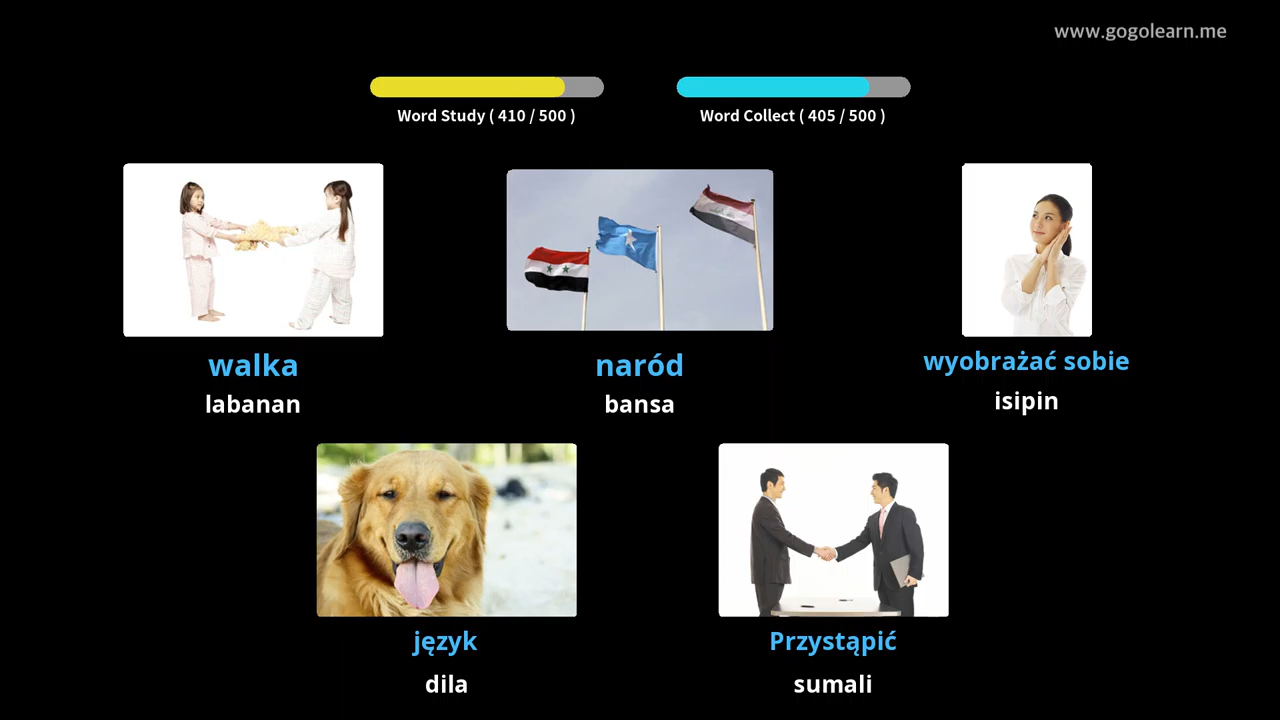 www.gogolearn.me
Word Study ( 410 / 500 )
Word Collect ( 405 / 500 )
walka
labanan
naród
bansa
wyobrażać sobie
isipin
język
dila
Przystąpić
sumali